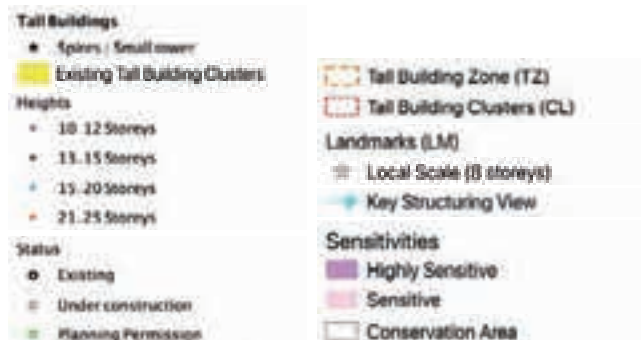 Tall Buildings
Spires / Small tower
Existing Tall Building Clusters
Heights
10 12 Storeys
13. 15 Storeys
15. 20 Storeys
21. 25 Storeys
Status
Existing
Under construction
Planning Permission
Tall Building Zone (TZ)
Tall Building Clusters (CL)
Landmarks (LM)
Local Scale (8 storeys)
Key Structuring View
Sensitivities
Highly Sensitive
Sensitive
Conservation Area